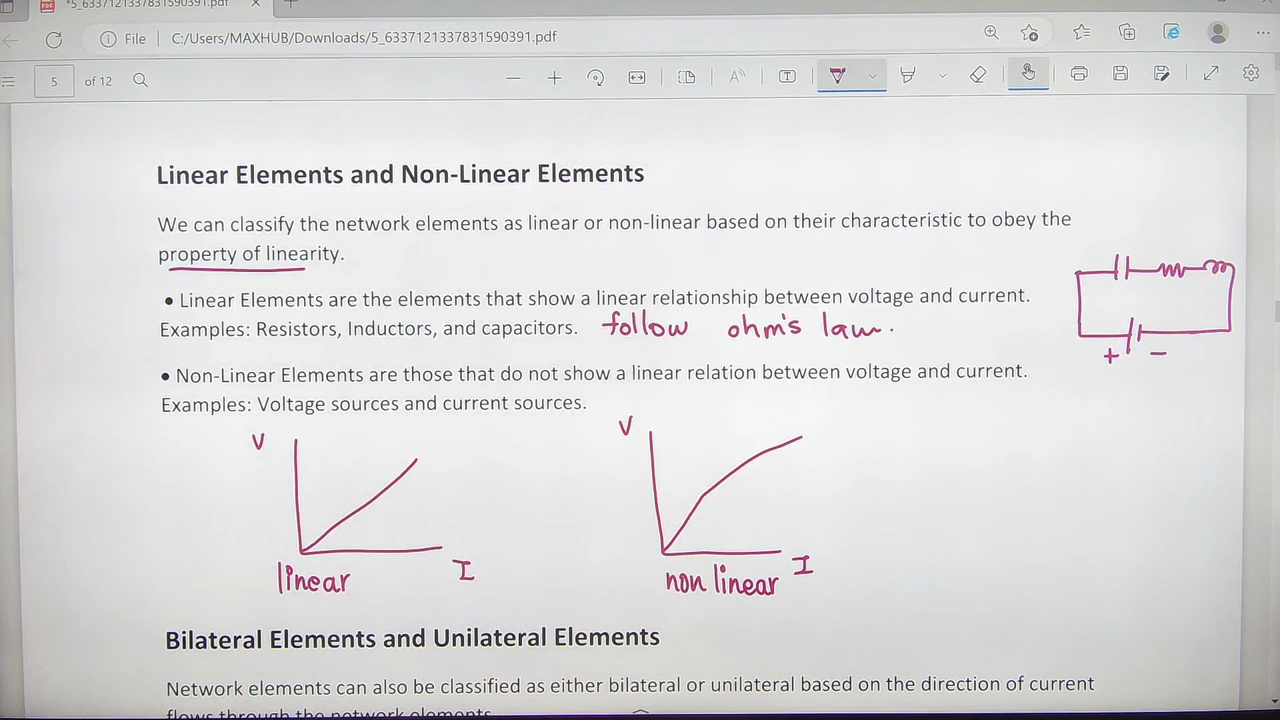 *5_6337121337831590391.pdf
File C:/Users/MAXHUB/Downloads/5_6337121337831590391.pdf
5 of 12
Linear Elements and Non-Linear Elements
We can classify the network elements as linear or non-linear based on their characteristic to obey the
property of linearity.
• Linear Elements are the elements that show a linear relationship between voltage and current.
Examples: Resistors, Inductors, and capacitors. follow ohm's law.
+ −
• Non-Linear Elements are those that do not show a linear relation between voltage and current.
Examples: Voltage sources and current sources.
V V
I I
linear non linear
Bilateral Elements and Unilateral Elements
Network elements can also be classified as either bilateral or unilateral based on the direction of current
flows through the network elements